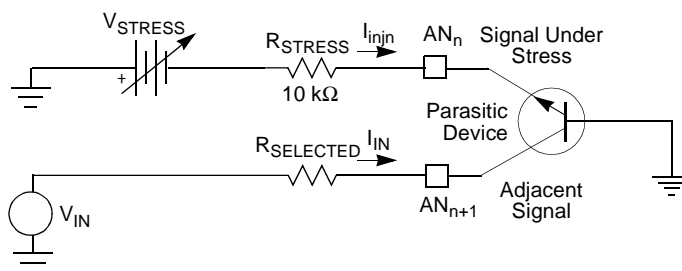 VSTRESS
+
RSTRESS
Iinjn
10 kΩ
ANn
Signal Under
Stress
Parasitic
Device
RSELECTED
IIN
ANn+1
Adjacent
Signal
VIN